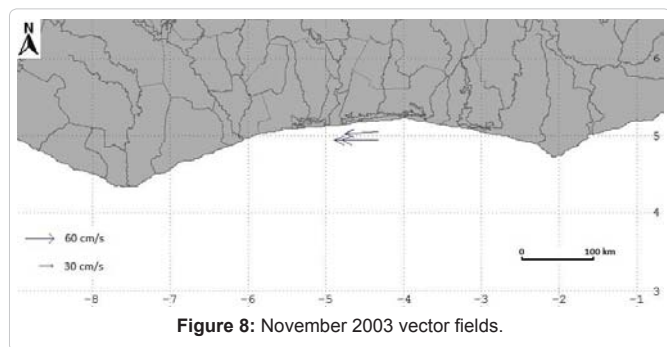 N
6
5
4
3
60 cm/s
30 cm/s
0 100 km
-8 -7 -6 -5 -4 -3 -2 -1
Figure 8: November 2003 vector fields.